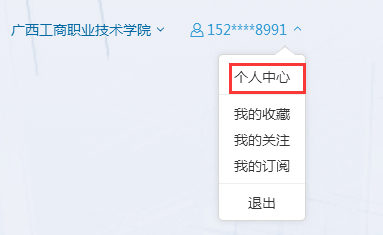 广西工商职业技术学院 152****8991
个人中心
我的收藏
我的关注
我的订阅
退出